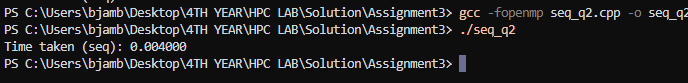 PS C:\Users\bjamb\Desktop\4TH YEAR\HPC LAB\Solution\Assignment3> gcc -fopenmp seq_q2.cpp -o seq_q2
PS C:\Users\bjamb\Desktop\4TH YEAR\HPC LAB\Solution\Assignment3> ./seq_q2
Time taken (seq): 0.004000
PS C:\Users\bjamb\Desktop\4TH YEAR\HPC LAB\Solution\Assignment3>